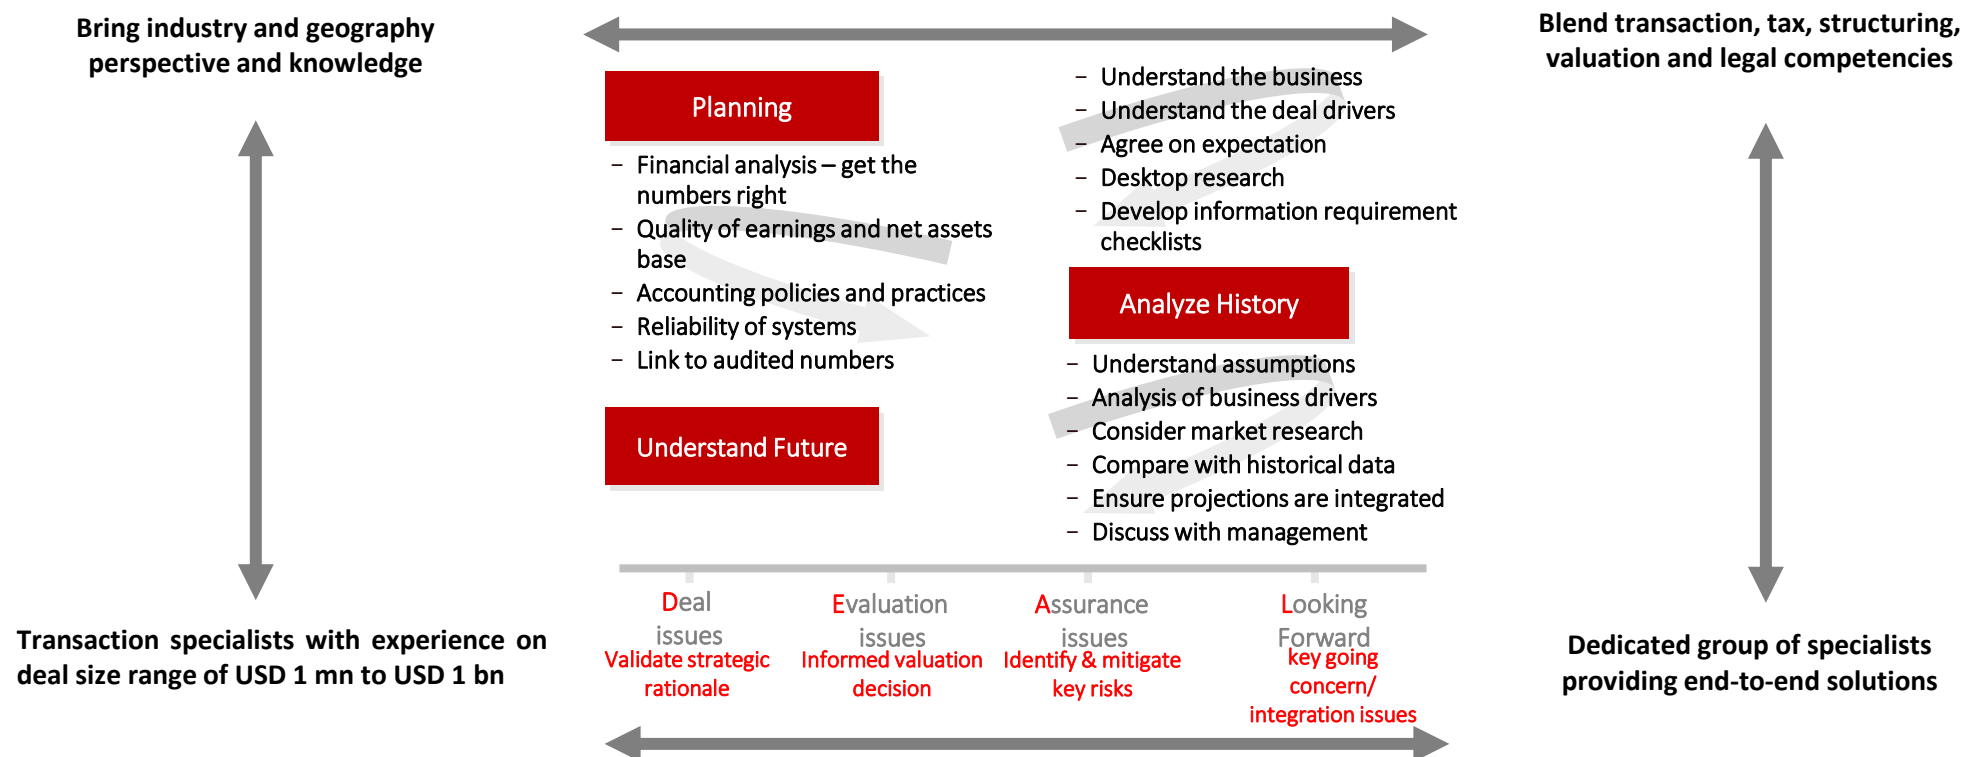 Bring industry and geography
perspective and knowledge
Blend transaction, tax, structuring,
valuation and legal competencies
Planning
– Understand the business
– Understand the deal drivers
– Agree on expectation
– Desktop research
– Develop information requirement
checklists
– Financial analysis – get the
numbers right
– Quality of earnings and net assets
base
– Accounting policies and practices
– Reliability of systems
– Link to audited numbers
Analyze History
Understand Future
– Understand assumptions
– Analysis of business drivers
– Consider market research
– Compare with historical data
– Ensure projections are integrated
– Discuss with management
Deal
issues
Validate strategic
rationale
Evaluation
issues
Informed valuation
decision
Assurance
issues
Identify & mitigate
key risks
Looking
Forward
key going
concern/
integration issues
Transaction specialists with experience on
deal size range of USD 1 mn to USD 1 bn
Dedicated group of specialists
providing end-to-end solutions